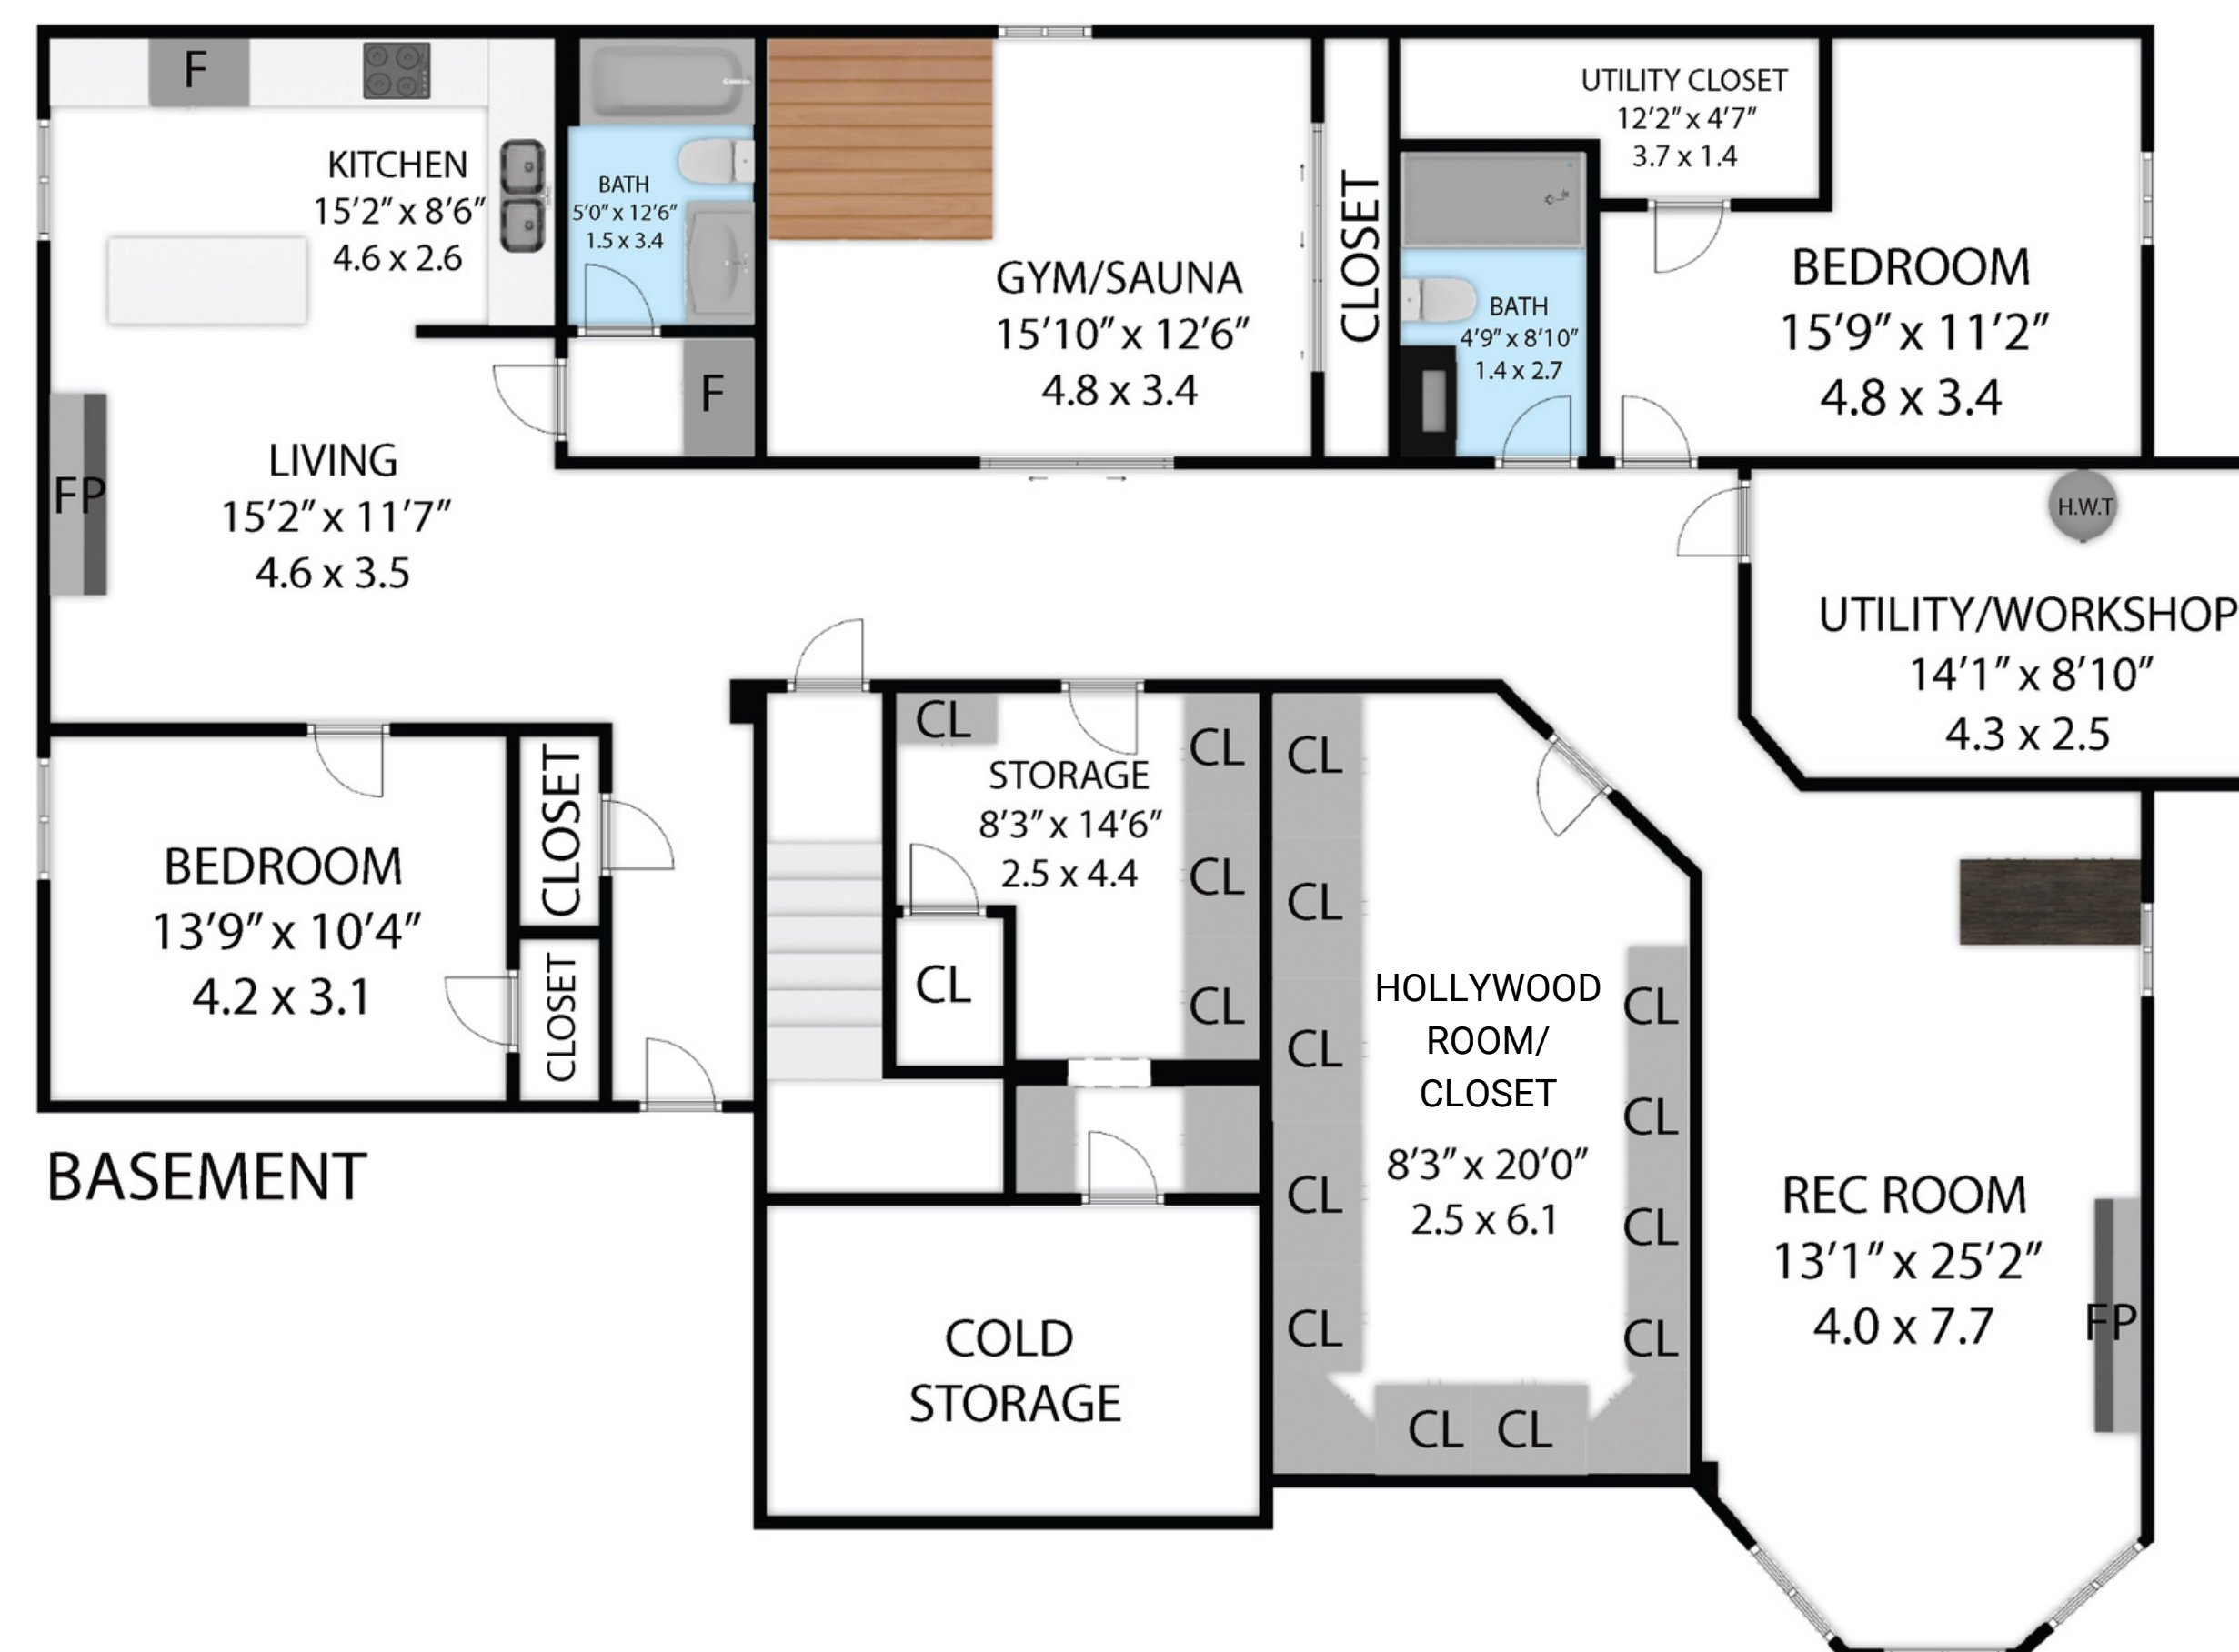 F
KITCHEN
15'2" x 8'6"
4.6 x 2.6
BATH
5'0" x 12'6"
1.5 x 3.4
F
GYM/SAUNA
15'10" x 12'6"
4.8 x 3.4
CLOSET
UTILITY CLOSET
12'2" x 4'7"
3.7 x 1.4
BATH
4'9" x 8'10"
1.4 x 2.7
BEDROOM
15'9" x 11'2"
4.8 x 3.4
FP
LIVING
15'2" x 11'7"
4.6 x 3.5
H.W.T
UTILITY/WORKSHOP
14'1" x 8'10"
4.3 x 2.5
BEDROOM
13'9" x 10'4"
4.2 x 3.1
CLOSET
CLOSET
CL
STORAGE
8'3" x 14'6"
2.5 x 4.4
CL
CL
CL
CL
CL
CL
CL
CL
CL
HOLLYWOOD
ROOM/
CLOSET
8'3" x 20'0"
2.5 x 6.1
CL
CL
CL
CL
CL CL
REC ROOM
13'1" x 25'2"
4.0 x 7.7
FP
BASEMENT
COLD
STORAGE